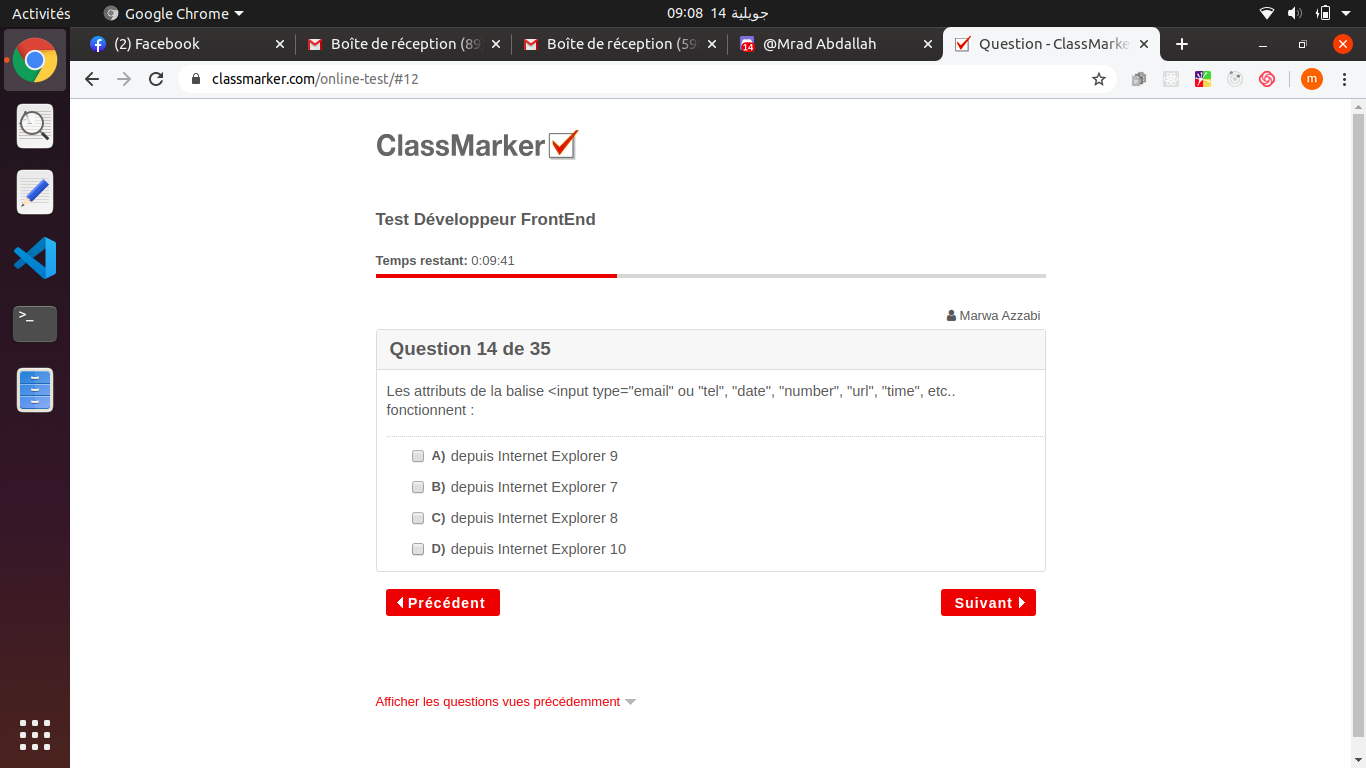 Activités
Google Chrome
09:08 14 جويلية
(2) Facebook
Boîte de réception (89
Boîte de réception (59
14
@Mrad Abdallah
Question - ClassMarke
classmarker.com/online-test/#12
m
ClassMarker
Test Développeur FrontEnd
Temps restant: 0:09:41
Marwa Azzabi
Question 14 de 35
Les attributs de la balise <input type="email" ou "tel", "date", "number", "url", "time", etc..
fonctionnent :
A) depuis Internet Explorer 9
B) depuis Internet Explorer 7
C) depuis Internet Explorer 8
D) depuis Internet Explorer 10
Précédent
Suivant
Afficher les questions vues précédemment